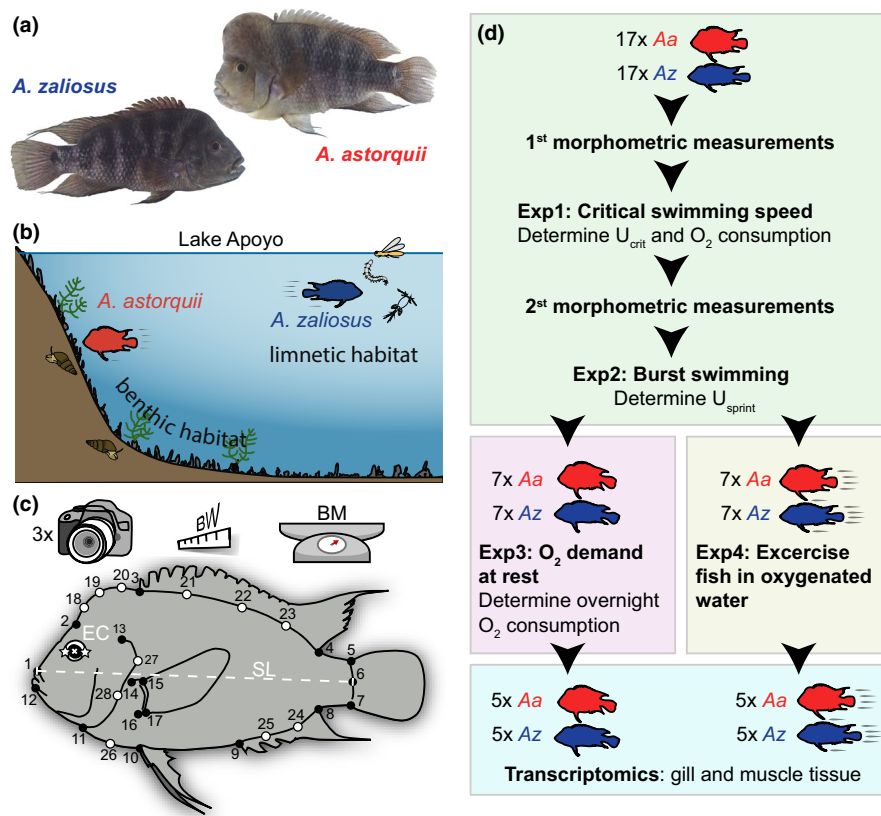 (a)
A. zaliosus
A. astorquii
(b)
Lake Apoyo
A. astorquii
A. zaliosus
limnetic habitat
benthic habitat
(c)
3x
BW
BM
1
2
3
4
5
6
7
8
9
10
11
12
13
14
15
16
17
18
19
20
21
22
23
24
25
26
27
28
EC
SL
(d)
17x Aa
17x Az
1st morphometric measurements
Exp1: Critical swimming speed
Determine Ucrit and O2 consumption
2st morphometric measurements
Exp2: Burst swimming
Determine Usprint
7x Aa
7x Az
Exp3: O2 demand
at rest
Determine overnight
O2 consumption
7x Aa
7x Az
Exp4: Excercise
fish in oxygenated
water
5x Aa
5x Az
5x Aa
5x Az
Transcriptomics: gill and muscle tissue